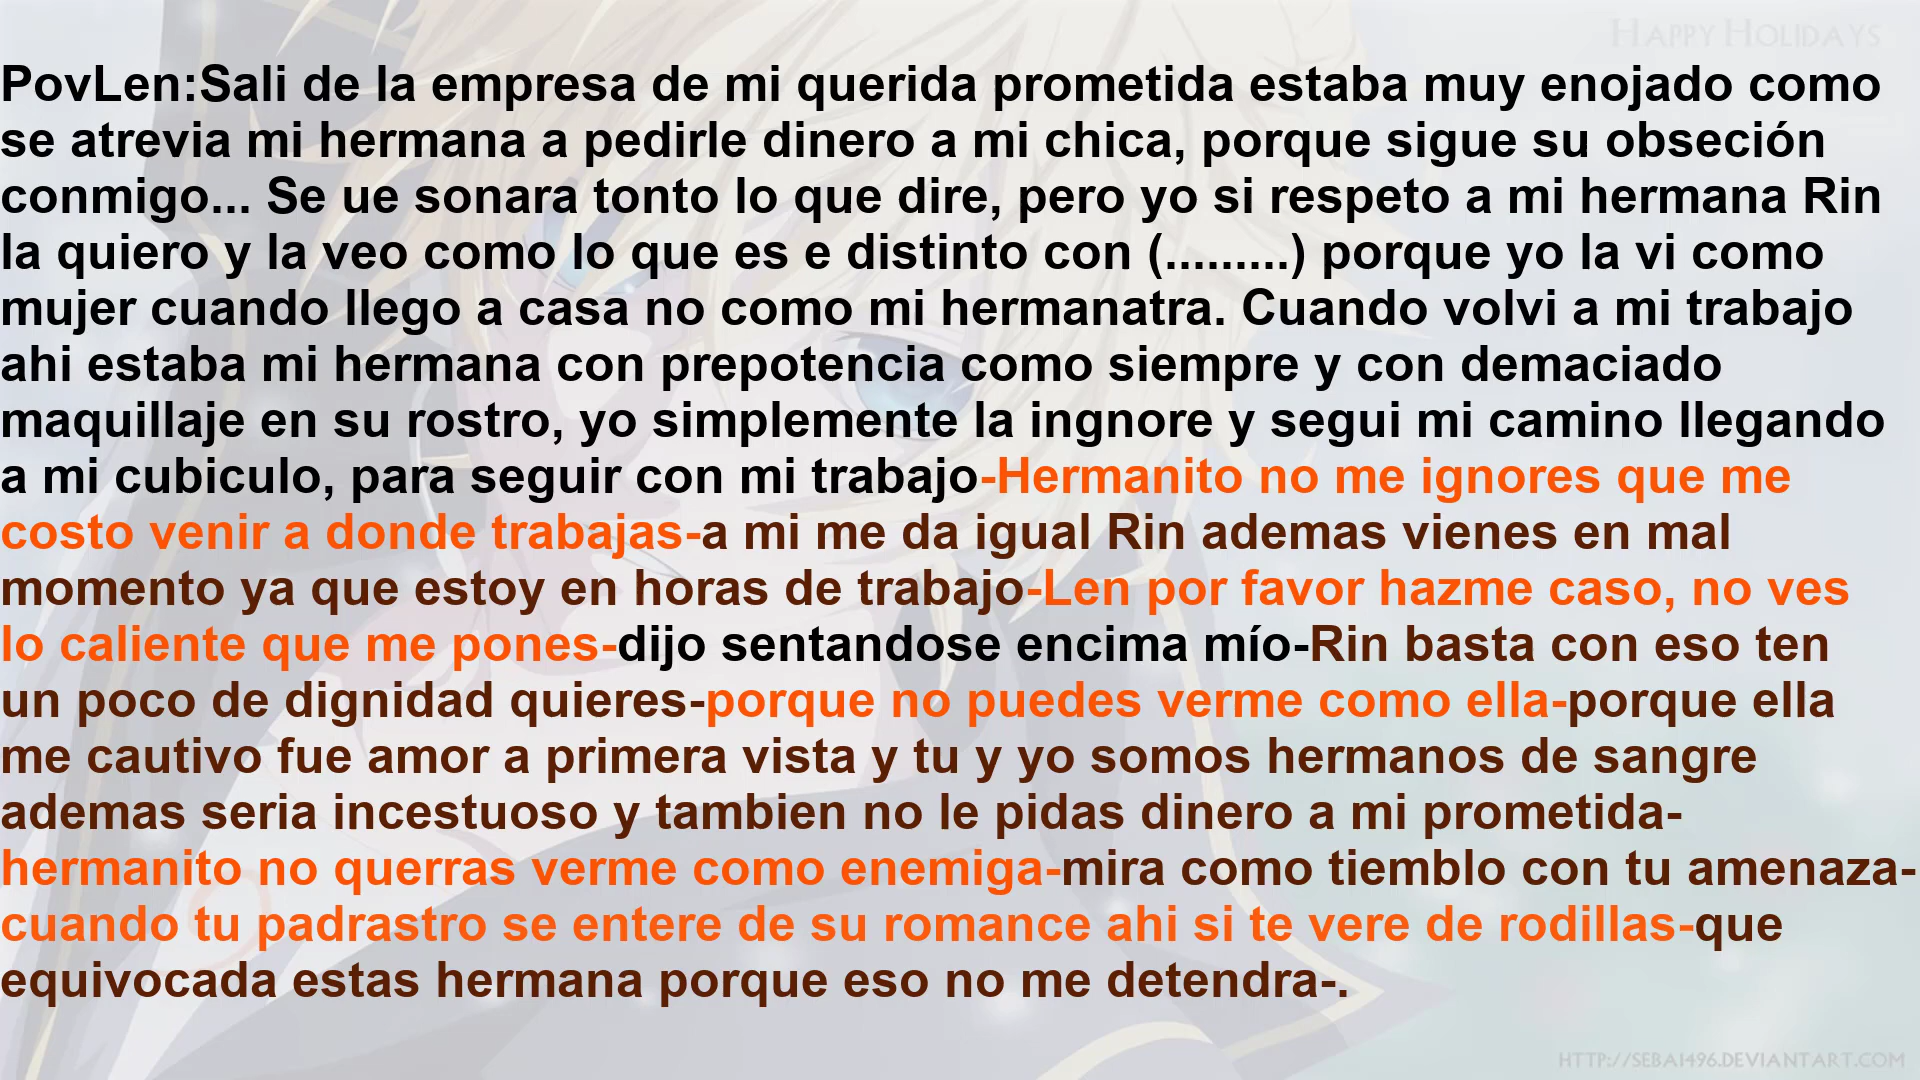 Happy Holidays
PovLen:Sali de la empresa de mi querida prometida estaba muy enojado como
se atrevia mi hermana a pedirle dinero a mi chica, porque sigue su obseción
conmigo... Se ue sonara tonto lo que dire, pero yo si respeto a mi hermana Rin
la quiero y la veo como lo que es e distinto con (.........) porque yo la vi como
mujer cuando llego a casa no como mi hermanatra. Cuando volvi a mi trabajo
ahi estaba mi hermana con prepotencia como siempre y con demaciado
maquillaje en su rostro, yo simplemente la ingnore y segui mi camino llegando
a mi cubiculo, para seguir con mi trabajo-Hermanito no me ignores que me
costo venir a donde trabajas-a mi me da igual Rin ademas vienes en mal
momento ya que estoy en horas de trabajo-Len por favor hazme caso, no ves
lo caliente que me pones-dijo sentandose encima mío-Rin basta con eso ten
un poco de dignidad quieres-porque no puedes verme como ella-porque ella
me cautivo fue amor a primera vista y tu y yo somos hermanos de sangre
ademas seria incestuoso y tambien no le pidas dinero a mi prometida-
hermanito no querras verme como enemiga-mira como tiemblo con tu amenaza-
cuando tu padrastro se entere de su romance ahi si te vere de rodillas-que
equivocada estas hermana porque eso no me detendra-.
http://seba1496.deviantart.com